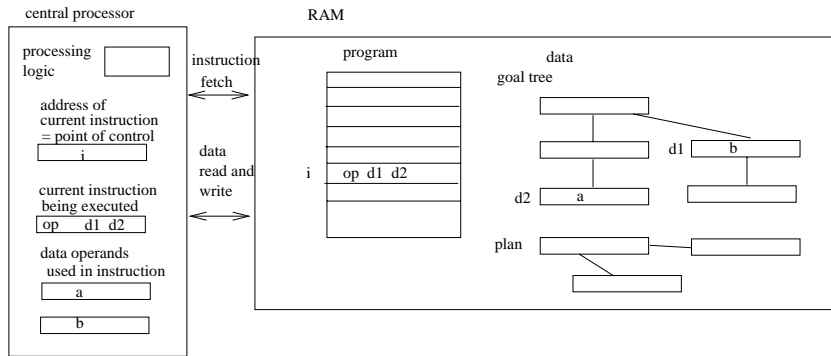 central processor
processing
logic
address of
current instruction
= point of control
i
current instruction
being executed
op d1 d2
data operands
used in instruction
a
b
instruction
fetch
data
read and
write
RAM
program
i op d1 d2
data
goal tree
d1 b
d2 a
plan